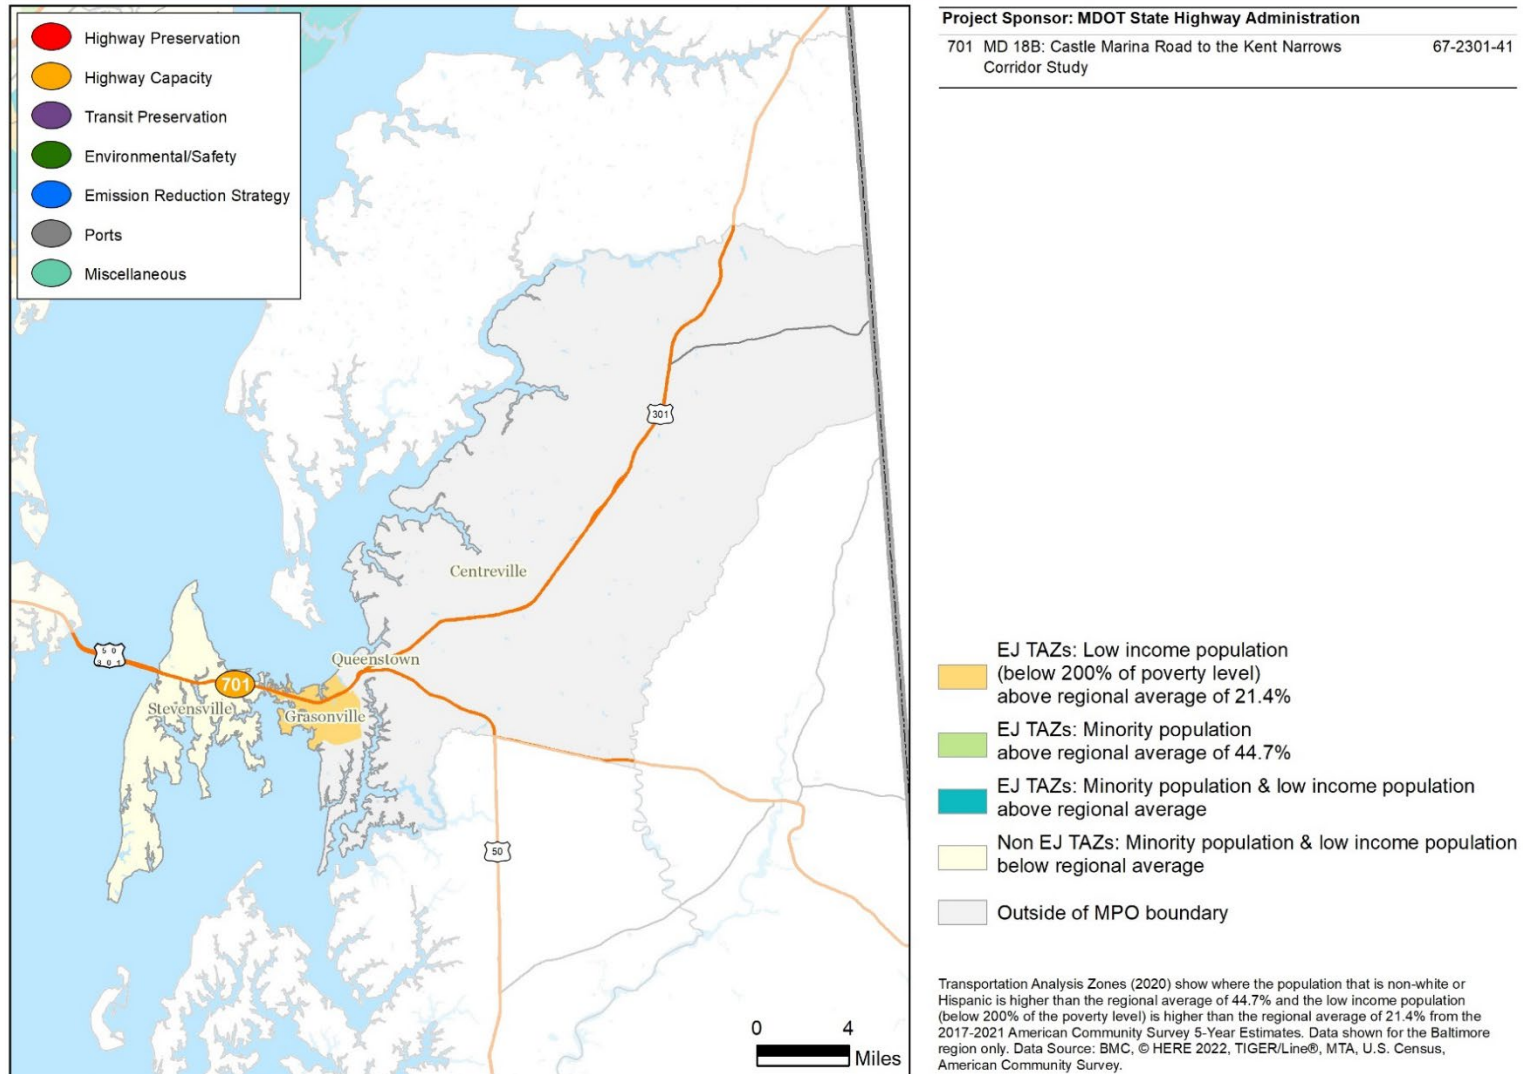 Highway Preservation
Highway Capacity
Transit Preservation
Environmental/Safety
Emission Reduction Strategy
Ports
Miscellaneous
301
Centreville
50
301
Queenstown
701
Stevensville
Grasonville
50
0 4
Miles
Project Sponsor: MDOT State Highway Administration
701 MD 18B: Castle Marina Road to the Kent Narrows 67-2301-41
Corridor Study
EJ TAZs: Low income population
(below 200% of poverty level)
above regional average of 21.4%
EJ TAZs: Minority population
above regional average of 44.7%
EJ TAZs: Minority population & low income population
above regional average
Non EJ TAZs: Minority population & low income population
below regional average
Outside of MPO boundary
Transportation Analysis Zones (2020) show where the population that is non-white or
Hispanic is higher than the regional average of 44.7% and the low income population
(below 200% of the poverty level) is higher than the regional average of 21.4% from the
2017-2021 American Community Survey 5-Year Estimates. Data shown for the Baltimore
region only. Data Source: BMC, © HERE 2022, TIGER/Line®, MTA, U.S. Census,
American Community Survey.